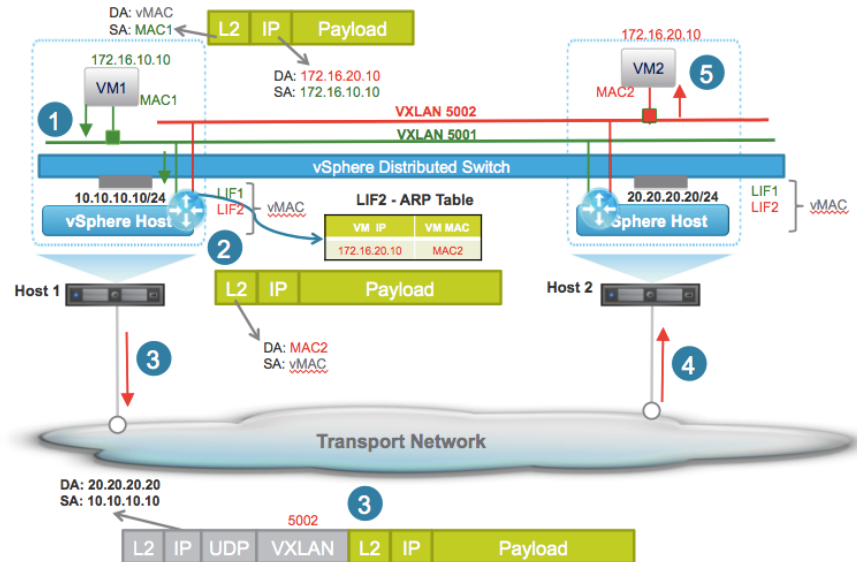 DA: vMAC
SA: MAC1
L2 IP Payload
172.16.10.10
172.16.20.10
DA: 172.16.20.10
SA: 172.16.10.10
VM1
VM2
MAC1
MAC2
5
1
VXLAN 5002
VXLAN 5001
vSphere Distributed Switch
10.10.10.10/24
20.20.20.20/24
LIF1
LIF2
vMAC
LIF2 - ARP Table
LIF1
LIF2
vMAC
vSphere Host
Sphere Host
VM IP VM MAC
172.16.20.10 MAC2
2
Host 1
L2 IP Payload
Host 2
DA: MAC2
SA: vMAC
3
4
Transport Network
DA: 20.20.20.20
SA: 10.10.10.10
3
5002
L2 IP UDP VXLAN L2 IP Payload